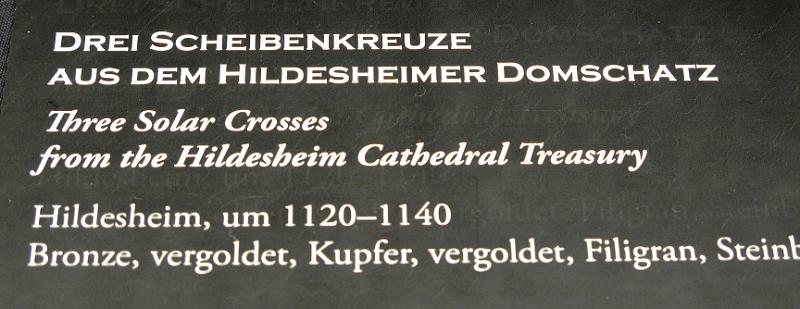 DREI SCHEIBENKREUZE
AUS DEM HILDESHEIMER DOMSCHATZ
Three Solar Crosses
from the Hildesheim Cathedral Treasury
Hildesheim, um 1120–1140
Bronze, vergoldet, Kupfer, vergoldet, Filigran,